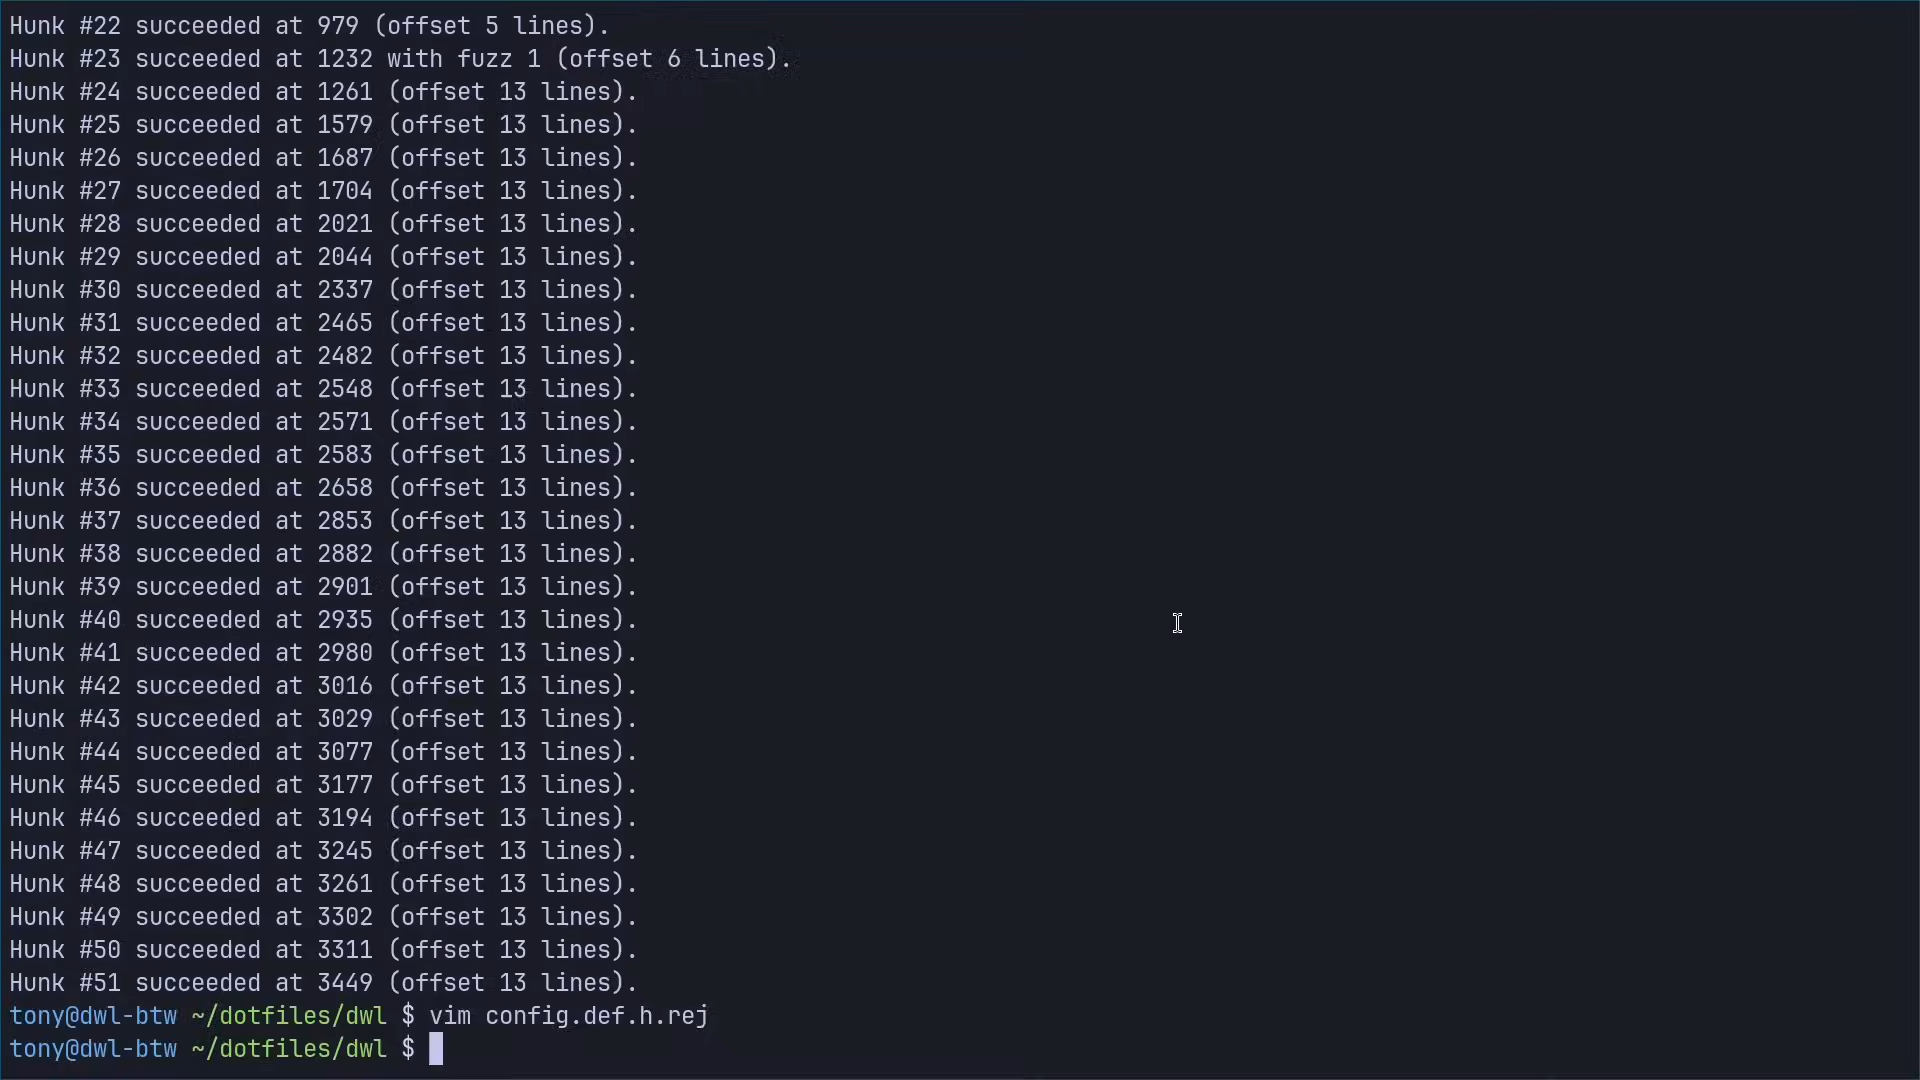 Hunk #22 succeeded at 979 (offset 5 lines).
Hunk #23 succeeded at 1232 with fuzz 1 (offset 6 lines).
Hunk #24 succeeded at 1261 (offset 13 lines).
Hunk #25 succeeded at 1579 (offset 13 lines).
Hunk #26 succeeded at 1687 (offset 13 lines).
Hunk #27 succeeded at 1704 (offset 13 lines).
Hunk #28 succeeded at 2021 (offset 13 lines).
Hunk #29 succeeded at 2044 (offset 13 lines).
Hunk #30 succeeded at 2337 (offset 13 lines).
Hunk #31 succeeded at 2465 (offset 13 lines).
Hunk #32 succeeded at 2482 (offset 13 lines).
Hunk #33 succeeded at 2548 (offset 13 lines).
Hunk #34 succeeded at 2571 (offset 13 lines).
Hunk #35 succeeded at 2583 (offset 13 lines).
Hunk #36 succeeded at 2658 (offset 13 lines).
Hunk #37 succeeded at 2853 (offset 13 lines).
Hunk #38 succeeded at 2882 (offset 13 lines).
Hunk #39 succeeded at 2901 (offset 13 lines).
Hunk #40 succeeded at 2935 (offset 13 lines).
Hunk #41 succeeded at 2980 (offset 13 lines).
Hunk #42 succeeded at 3016 (offset 13 lines).
Hunk #43 succeeded at 3029 (offset 13 lines).
Hunk #44 succeeded at 3077 (offset 13 lines).
Hunk #45 succeeded at 3177 (offset 13 lines).
Hunk #46 succeeded at 3194 (offset 13 lines).
Hunk #47 succeeded at 3245 (offset 13 lines).
Hunk #48 succeeded at 3261 (offset 13 lines).
Hunk #49 succeeded at 3302 (offset 13 lines).
Hunk #50 succeeded at 3311 (offset 13 lines).
Hunk #51 succeeded at 3449 (offset 13 lines).
tony@dwl-btw ~/dotfiles/dwl $ vim config.def.h.rej
tony@dwl-btw ~/dotfiles/dwl $